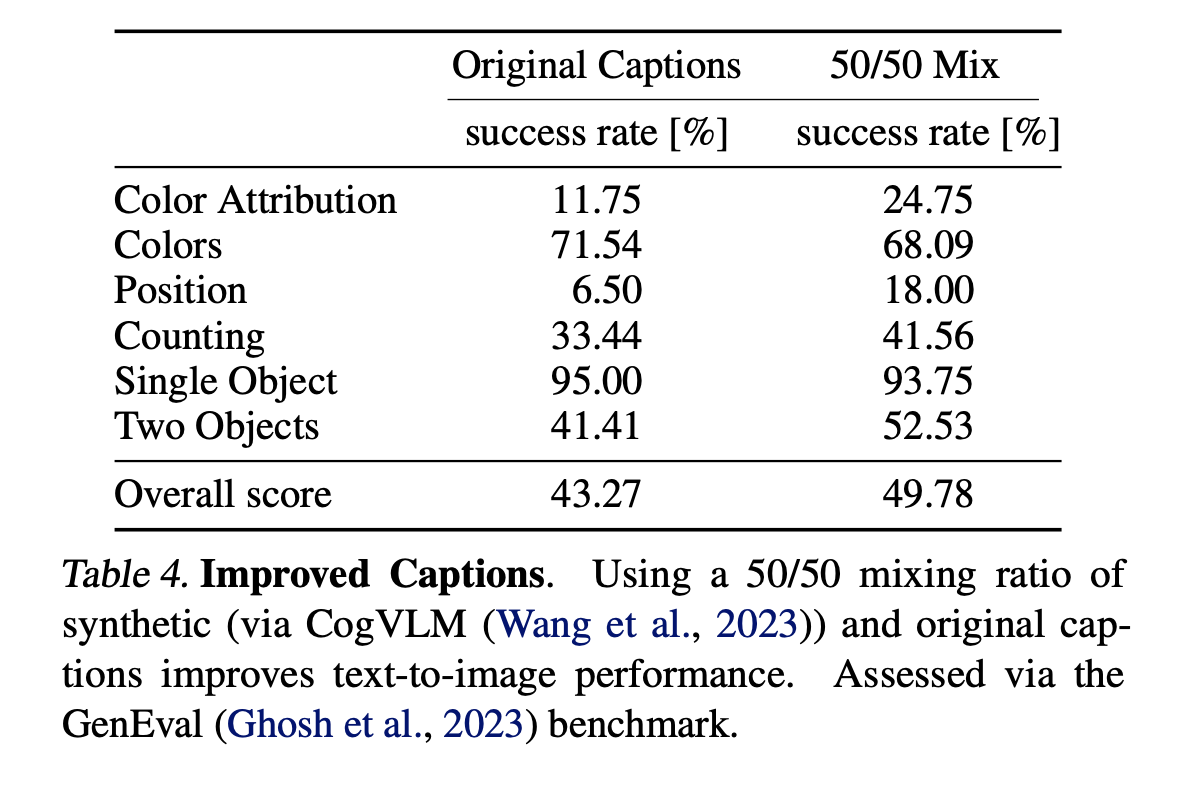 Original Captions 50/50 Mix
success rate [%] success rate [%]
Color Attribution 11.75 24.75
Colors 71.54 68.09
Position 6.50 18.00
Counting 33.44 41.56
Single Object 95.00 93.75
Two Objects 41.41 52.53
Overall score 43.27 49.78
Table 4. Improved Captions. Using a 50/50 mixing ratio of
synthetic (via CogVLM (Wang et al., 2023)) and original cap-
tions improves text-to-image performance. Assessed via the
GenEval (Ghosh et al., 2023) benchmark.